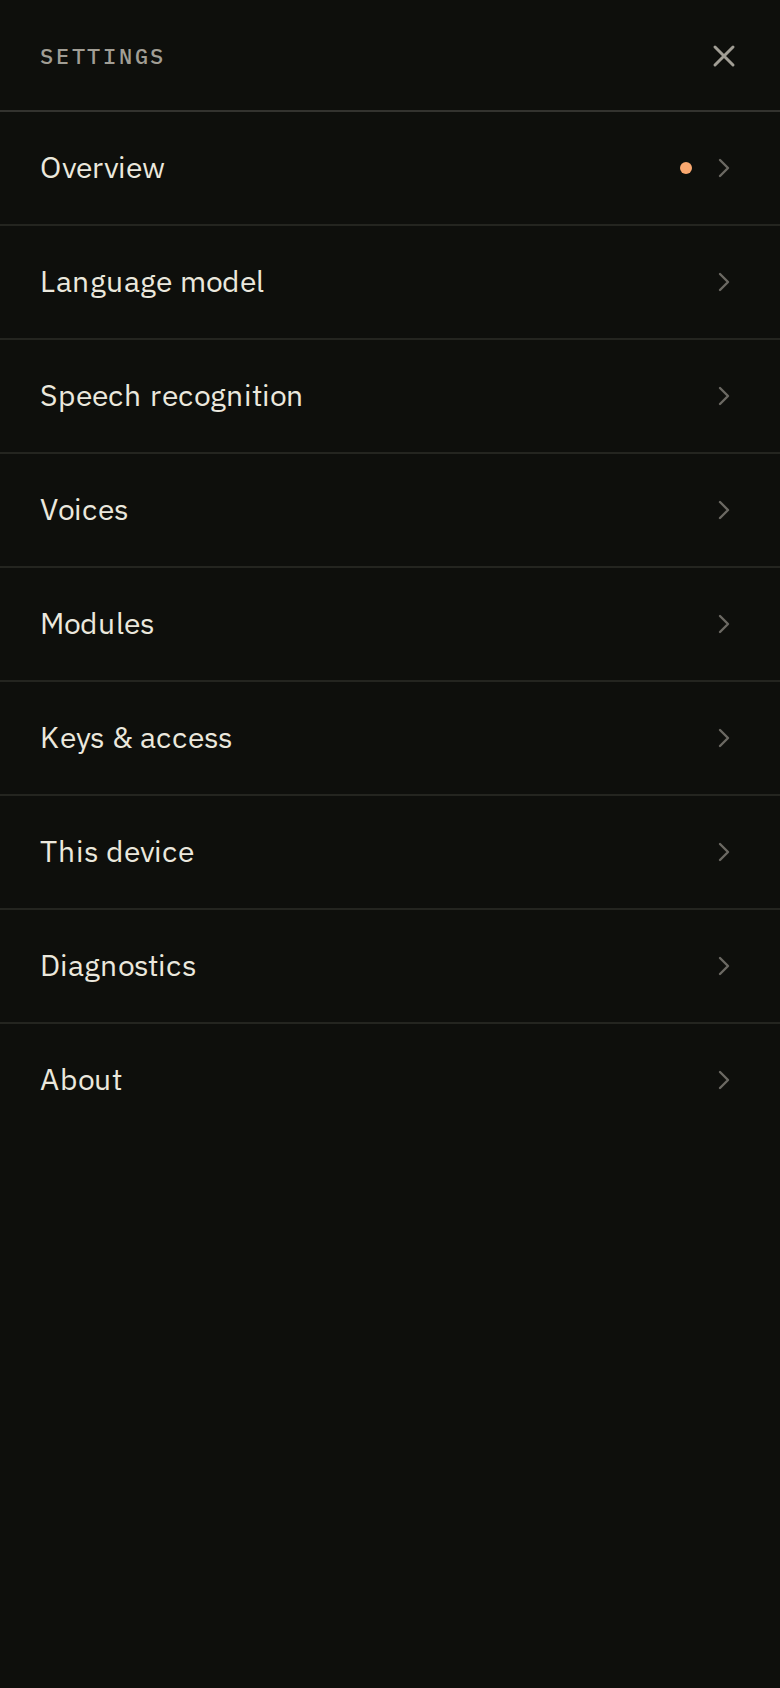 SETTINGS
Overview
Language model
Speech recognition
Voices
Modules
Keys & access
This device
Diagnostics
About